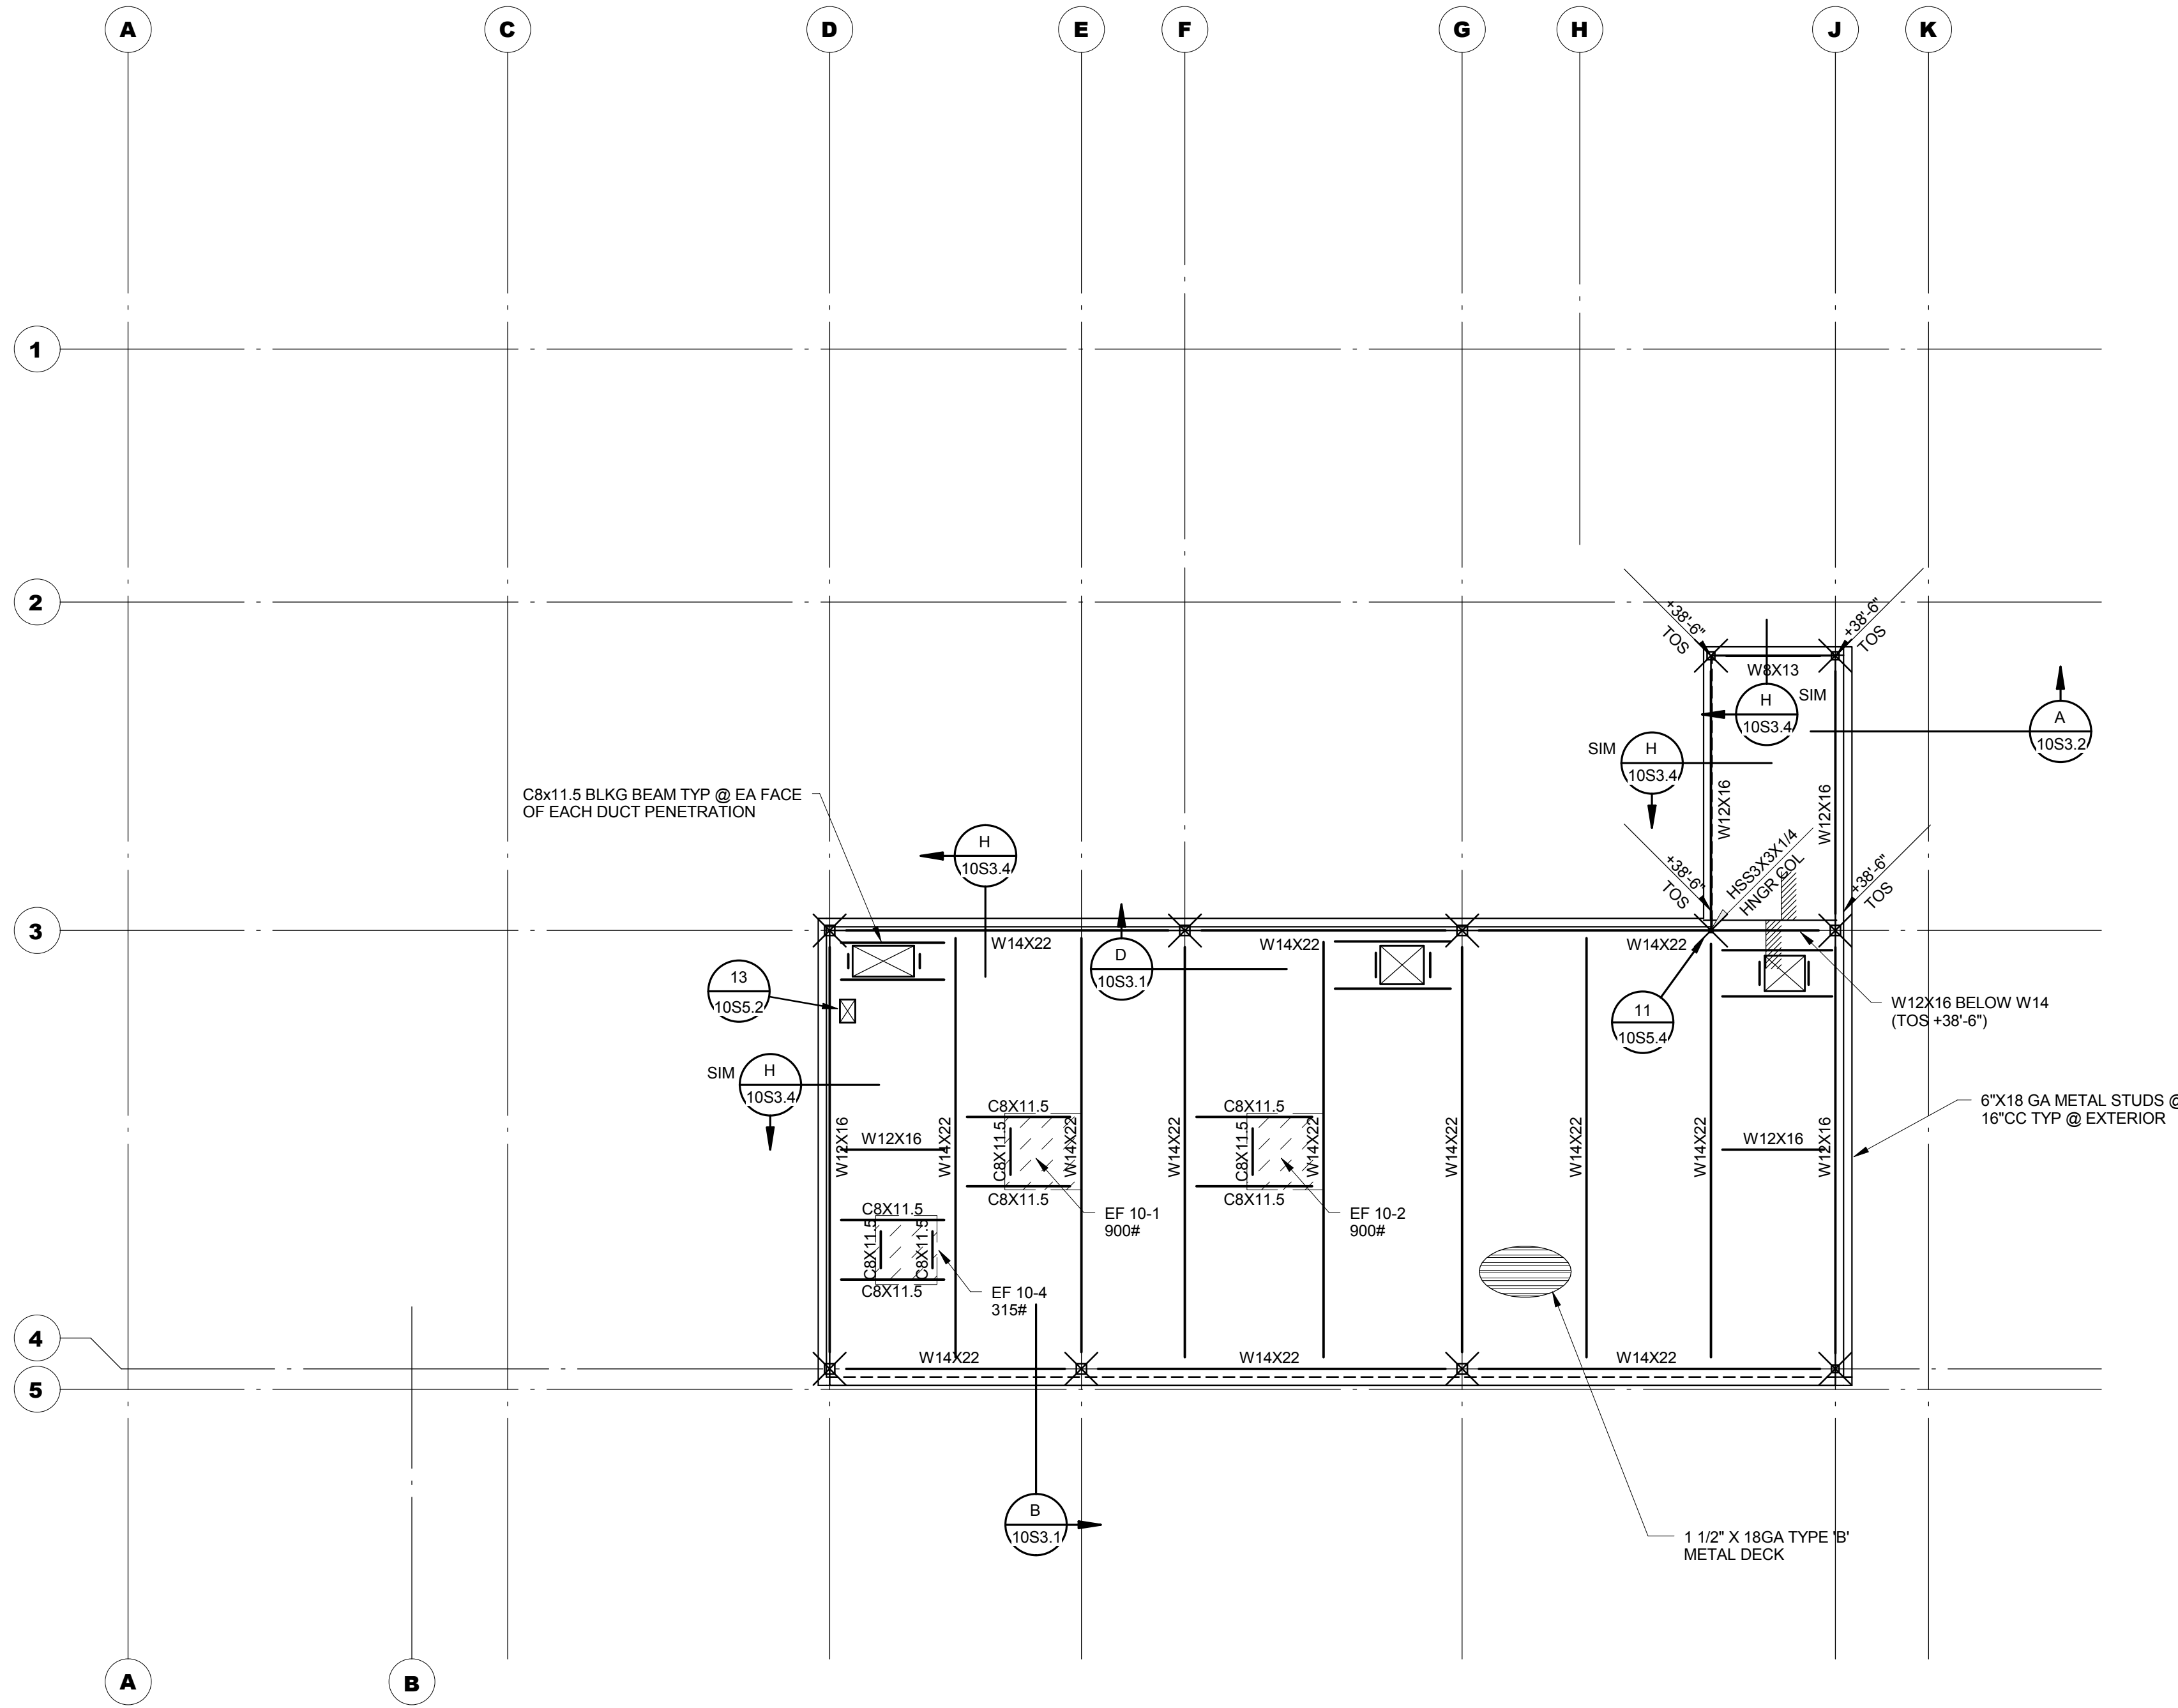 A
C
D
E
F
G
H
J
K
1
2
+38'-6"
TOS
+38'-6"
TOS
W8X13
H
10S3.4
SIM
A
10S3.2
SIM
H
10S3.4
W12X16
W12X16
C8x11.5 BLKG BEAM TYP @ EA FACE
OF EACH DUCT PENETRATION
H
10S3.4
+38'-6"
TOS
HSS3X3X1/4
HNGR COL
+38'-6"
TOS
3
W14X22
W14X22
W14X22
D
10S3.1
13
10S5.2
11
10S5.4
W12X16 BELOW W14
(TOS +38'-6")
SIM
H
10S3.4
6"X18 GA METAL STUDS @
16"CC TYP @ EXTERIOR
C8X11.5
C8X11.5
W12X16
W12X16
W14X22
C8X11.5
W14X22
W14X22
C8X11.5
W14X22
W14X22
W14X22
W14X22
W12X16
W12X16
C8X11.5
C8X11.5
EF 10-1
900#
EF 10-2
900#
C8X11.5
C8X11.5
C8X11.5
C8X11.5
EF 10-4
315#
4
W14X22
W14X22
W14X22
5
B
10S3.1
1 1/2" X 18GA TYPE 'B'
METAL DECK
A
B